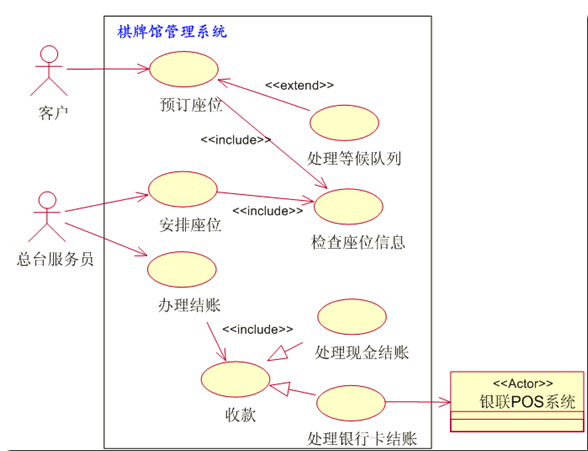 棋牌馆管理系统
预订座位
客户
<<extend>>
处理等候队列
<<include>>
安排座位
<<include>>
检查座位信息
总台服务员
办理结账
<<include>>
处理现金结账
收款
处理银行卡结账
<<Actor>>
银联POS系统